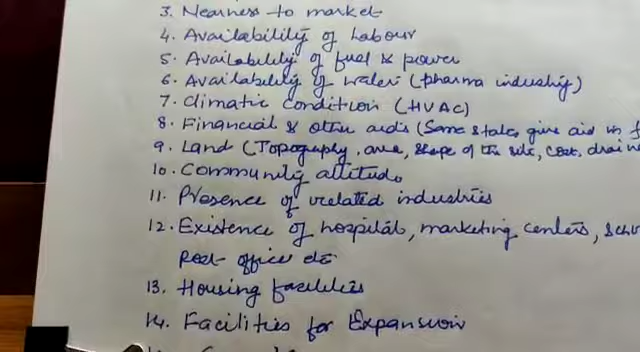 3. Nearness to market
4. Availability of Labour
5. Availability of fuel & power
6. Availability of water (pharma industry)
7. Climatic condition (HVAC)
8. Financial & other aids (Some states give aid in
9. Land (Topography, area, shape of the site, cost,
10. Community attitude
11. Presence of related industries
12. Existence of hospital, marketing centers,
Post office etc
13. Housing facilities
14. Facilities for Expansion